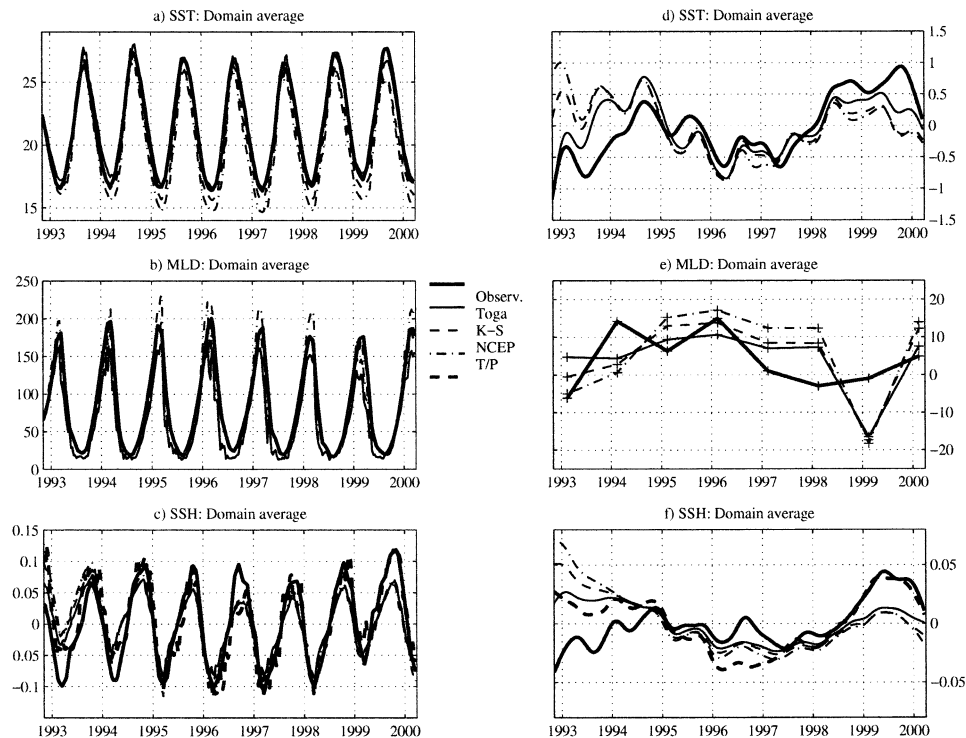 a) SST: Domain average
25
20
15
1993 1994 1995 1996 1997 1998 1999 2000
b) MLD: Domain average
250
200
150
100
50
0
1993 1994 1995 1996 1997 1998 1999 2000
c) SSH: Domain average
0.15
0.1
0.05
0
0.05
−0.1
1993 1994 1995 1996 1997 1998 1999 2000
Observ.
Toga
K−S
NCEP
T/P
d) SST: Domain average
1.5
1
0.5
0
−0.5
−1
−1.5
1993 1994 1995 1996 1997 1998 1999 2000
e) MLD: Domain average
20
10
0
−10
−20
1993 1994 1995 1996 1997 1998 1999 2000
f) SSH: Domain average
0.05
0
−0.05
1993 1994 1995 1996 1997 1998 1999 2000